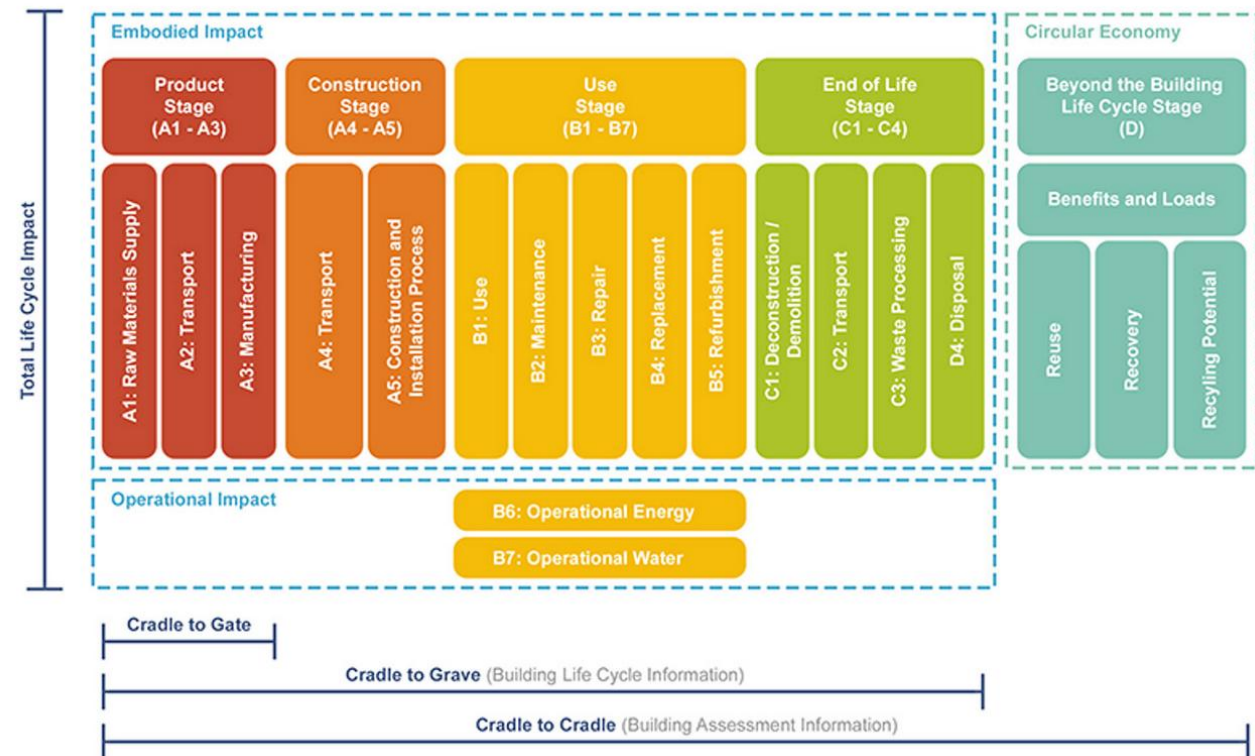 Total Life Cycle Impact
Embodied Impact
Product
Stage
(A1 - A3)
Construction
Stage
(A4 - A5)
Use
Stage
(B1 - B7)
End of Life
Stage
(C1 - C4)
A1: Raw Materials Supply
A2: Transport
A3: Manufacturing
A4: Transport
A5: Construction and
Installation Process
B1: Use
B2: Maintenance
B3: Repair
B4: Replacement
B5: Refurbishment
C1: Deconstruction /
Demolition
C2: Transport
C3: Waste Processing
D4: Disposal
Circular Economy
Beyond the Building
Life Cycle Stage
(D)
Benefits and Loads
Reuse
Recovery
Recyling Potential
Operational Impact
B6: Operational Energy
B7: Operational Water
Cradle to Gate
Cradle to Grave (Building Life Cycle Information)
Cradle to Cradle (Building Assessment Information)